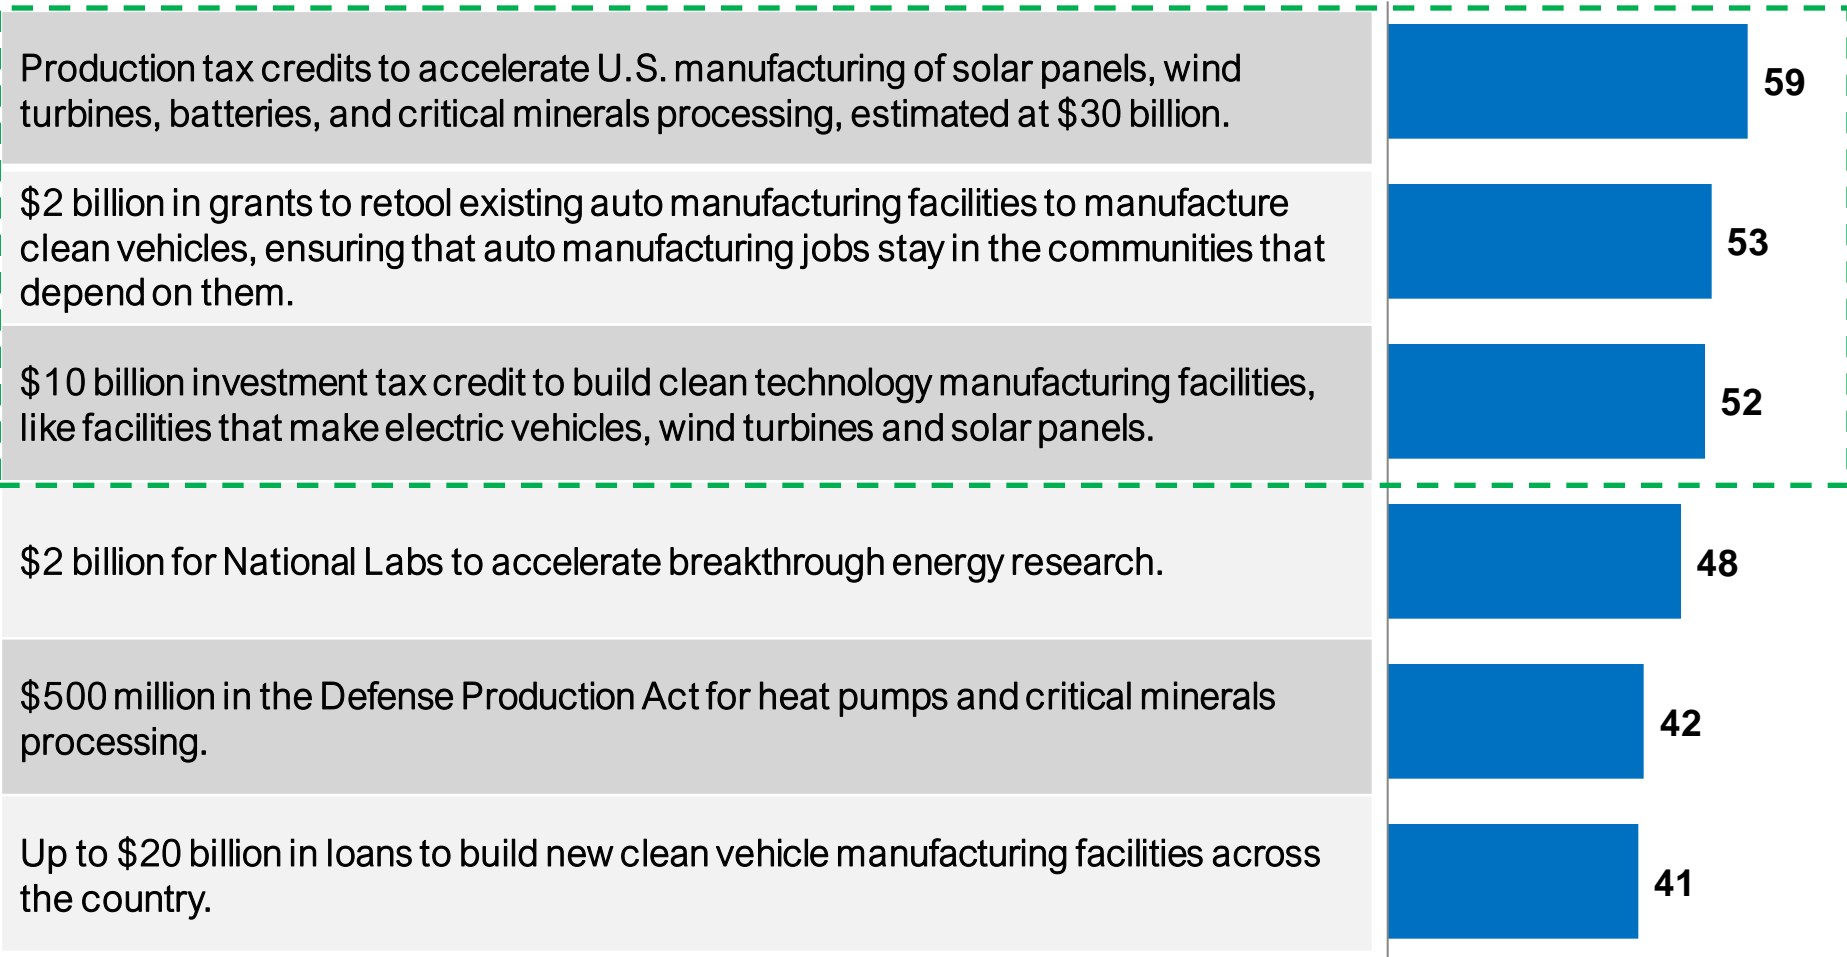 Production tax credits to accelerate U.S. manufacturing of solar panels, wind
turbines, batteries, and critical minerals processing, estimated at $30 billion.
59
$2 billion in grants to retool existing auto manufacturing facilities to manufacture
clean vehicles, ensuring that auto manufacturing jobs stay in the communities that
depend on them.
53
$10 billion investment tax credit to build clean technology manufacturing facilities,
like facilities that make electric vehicles, wind turbines and solar panels.
52
$2 billion for National Labs to accelerate breakthrough energy research.
48
$500 million in the Defense Production Act for heat pumps and critical minerals
processing.
42
Up to $20 billion in loans to build new clean vehicle manufacturing facilities across
the country.
41